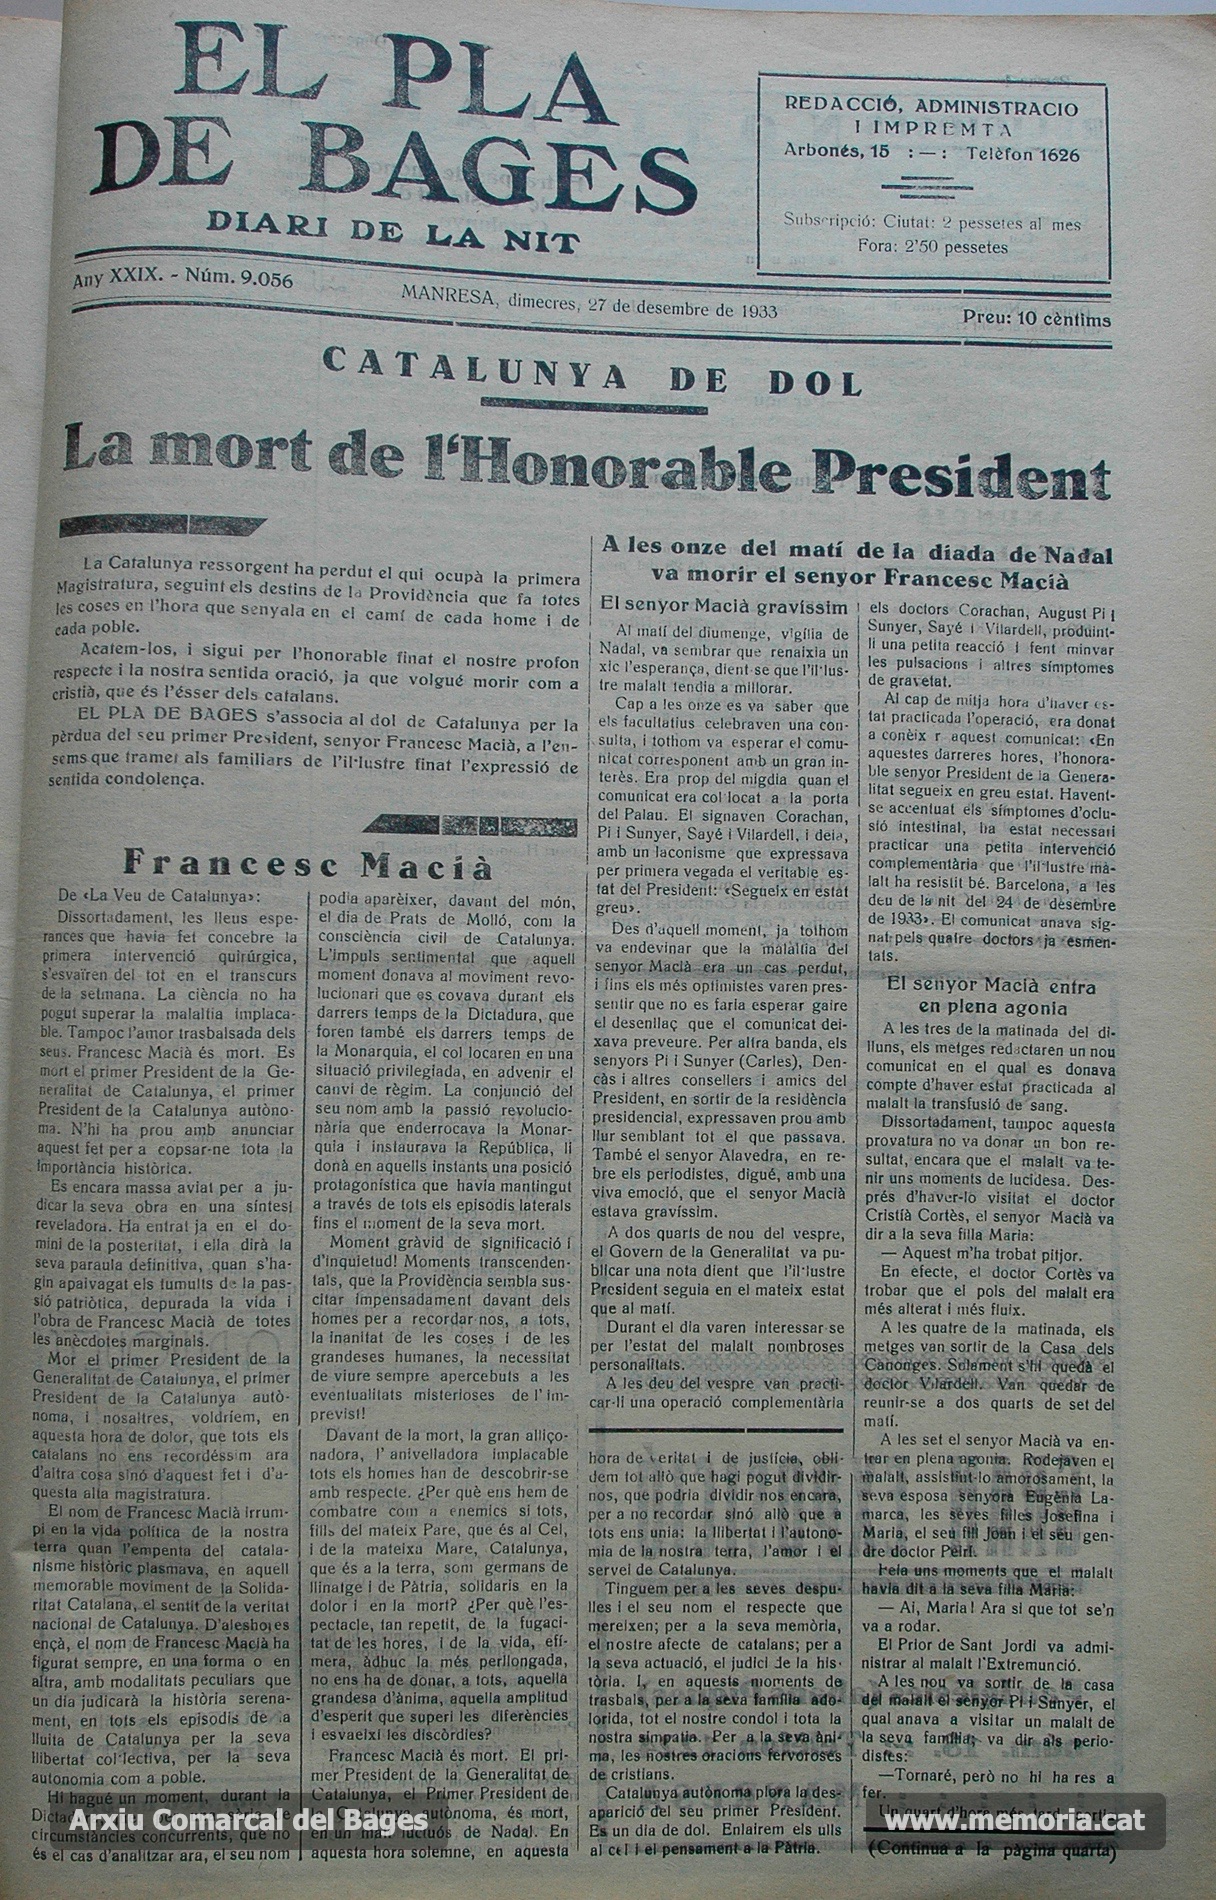 EL PLA
DE BAGES
DIARI DE LA NIT
REDACCIÓ, ADMINISTRACIO
I IMPREMTA
Arbonés, 15 :—: Telèfon 1626
Subscripció: Ciutat: 2 pessetes al mes
Fora: 2'50 pessetes
Any XXIX. - Núm. 9.056
MANRESA, dimecres, 27 de desembre de 1933
Preu: 10 cèntims
CATALUNYA DE DOL
La mort de l'Honorable President
La Catalunya ressorgent ha perdut el qui ocupà la primera
Magistratura, seguint els destins de la Providència que fa totes
les coses en l'hora que senyala en el camí de cada home i de
cada poble.
Acatem-los, i sigui per l'honorable finat el nostre profon
respecte i la nostra sentida oració, ja que volgué morir com a
cristià, que és l'ésser dels catalans.
EL PLA DE BAGES s'associa al dol de Catalunya per la
pèrdua del seu primer President, senyor Francesc Macià, a l'en-
sems que tramet als familiars de l'il·lustre finat l'expressió de
sentida condolença.
Francesc Macià
De «La Veu de Catalunya»:
Dissortadament, les lleus espe-
rances que havia fet concebre la
primera intervenció quirúrgica,
s'esvaïren del tot en el transcurs
de la setmana. La ciència no ha
pogut superar la malaltia implaca-
ble. Tampoc l'amor trasbalsada dels
seus. Francesc Macià és mort. Es
mort el primer President de la Ge-
neralitat de Catalunya, el primer
President de la Catalunya autòno-
ma. N'hi ha prou amb anunciar
aquest fet per a copsar-ne tota la
importància històrica.
Es encara massa aviat per a ju-
dicar la seva obra en una síntesi
reveladora. Ha entrat ja en el do-
mini de la posteritat, i ella dirà la
seva paraula definitiva, quan s'ha-
gin apaivagat els tumults de la pas-
sió patriòtica, depurada la vida i
l'obra de Francesc Macià de totes
les anècdotes marginals.
Mor el primer President de la
Generalitat de Catalunya, el primer
President de la Catalunya autò-
noma, i nosaltres, voldríem, en
aquesta hora de dolor, que tots els
catalans no ens recordéssim ara
d'altra cosa sinó d'aquest fet i d'a-
questa alta magistratura.
El nom de Francesc Macià irrum-
pí en la vida política de la nostra
terra quan l'empenta del catala-
nisme històric plasmava, en aquell
memorable moviment de la Solida-
ritat Catalana, el sentit de la veritat
nacional de Catalunya. D'aleshores
ençà, el nom de Francesc Macià ha
figurat sempre, en una forma o en
altra, amb modalitats peculiars que
un dia judicarà la història serena-
ment, en tots els episodis de la
lluita de Catalunya per la seva
llibertat col·lectiva, per la seva
autonomia com a poble.
Hi hagué un moment, durant la
circumstàncies concurrents, que no
és el cas d'analitzar ara, el seu nom
podia aparèixer, davant del món,
el dia de Prats de Molló, com la
consciència civil de Catalunya.
L'impuls sentimental que aquell
moment donava al moviment revo-
lucionari que es covava durant els
darrers temps de la Dictadura, que
foren també els darrers temps de
la Monarquia, el col locaren en una
situació privilegiada, en advenir el
canvi de règim. La conjunció del
seu nom amb la passió revolucio-
nària que enderrocava la Monar-
quia i instaurava la República, li
donà en aquells instants una posició
protagonística que havia mantingut
a través de tots els episodis laterals
fins el moment de la seva mort.
Moment gràvid de significació i
d'inquietud! Moments transcenden-
tals, que la Providència sembla sus-
citar impensadament davant dels
homes per a recordar-nos, a tots,
la inanitat de les coses i de les
grandeses humanes, la necessitat
de viure sempre apercebuts a les
eventualitats misterioses de l'im-
previst!
Davant de la mort, la gran alliço-
nadora, l'anivelladora implacable
tots els homes han de descobrir-se
amb respecte. ¿Per què ens hem de
combatre com a enemics si tots,
fills del mateix Pare, que és al Cel,
i de la mateixa Mare, Catalunya,
que és a la terra, som germans de
llinatge i de Pàtria, solidaris en la
dolor i en la mort? ¿Per què l'es-
pectacle, tan repetit, de la fugaci-
tat de les hores, i de la vida, efí-
mera, àdhuc la més perllongada,
no ens ha de donar, a tots, aquella
grandesa d'ànima, aquella amplitud
d'esperit que superi les diferències
i esvaeixi les discòrdies?
Francesc Macià és mort. El pri-
mer President de la Generalitat de
Catalunya, el Primer President de
la Catalunya autònoma, és mort,
en un matí luctuós de Nadal. En
aquesta hora solemne, en aquesta
A les onze del matí de la diada de Nadal
va morir el senyor Francesc Macià
El senyor Macià gravíssim
Al matí del diumenge, vigília de
Nadal, va sembrar que renaixia un
xic l'esperança, dient-se que l'il·lus-
tre malalt tendia a millorar.
Cap a les onze es va saber que
els facultatius celebraven una con-
sulta, i tothom va esperar el comu-
nicat corresponent amb un gran in-
terès. Era prop del migdia quan el
comunicat era col·locat a la porta
del Palau. El signaven Corachan,
Pi i Sunyer, Sayé i Vilardell, i deia,
amb un laconisme que expressava
per primera vegada el veritable es-
tat del President: «Segueix en estat
greu».
Des d'aquell moment, ja tothom
va endevinar que la malaltia del
senyor Macià era un cas perdut,
i fins els més optimistes varen pres-
sentir que no es faria esperar gaire
el desenllaç que el comunicat dei-
xava preveure. Per altra banda, els
senyors Pi i Sunyer (Carles), Den-
càs i altres consellers i amics del
President, en sortir de la residència
presidencial, expressaven prou amb
llur semblant tot el que passava.
També el senyor Alavedra, en re-
bre els periodistes, digué, amb una
viva emoció, que el senyor Macià
estava gravíssim.
A dos quarts de nou del vespre,
el Govern de la Generalitat va pu-
blicar una nota dient que l'il·lustre
President seguia en el mateix estat
que al matí.
Durant el dia varen interessar-se
per l'estat del malalt nombroses
personalitats.
A les deu del vespre van practi-
car-li una operació complementària
hora de veritat i de justícia, obli-
dem tot allò que hagi pogut dividir-
nos, que podria dividir nos encara,
per a no recordar sinó allò que a
tots ens unia: la llibertat i l'autono-
mia de la nostra terra, l'amor i el
servei de Catalunya.
Tinguem per a les seves despu-
lles i el seu nom el respecte que
mereixen; per a la seva memòria,
el nostre afecte de catalans; per a
la seva actuació, el judici de la his-
tòria. I, en aquests moments de
trasbals, per a la seva família ado-
lorida, tot el nostre condol i tota la
nostra simpatia. Per a la seva àni-
ma, les nostres oracions fervoroses
de cristians.
Catalunya autònoma plora la des-
aparició del seu primer President.
Es un dia de dol. Enlairem els ulls
al cel i el pensament a la Pàtria.
els doctors Corachan, August Pi i
Sunyer, Sayé i Vilardell, produint-
li una petita reacció i fent minvar
les pulsacions i altres símptomes
de gravetat.
Al cap de mitja hora d'haver es-
tat practicada l'operació, era donat
a conèix r aquest comunicat: «En
aquestes darreres hores, l'honora-
ble senyor President de la Genera-
litat segueix en greu estat. Havent-
se accentuat els símptomes d'oclu-
sió intestinal, ha estat necessari
practicar una petita intervenció
complementària que l'il·lustre ma-
lalt ha resistit bé. Barcelona, a les
deu de la nit del 24 de desembre
de 1933». El comunicat anava sig-
nat pels quatre doctors ja esmen-
tats.
El senyor Macià entra
en plena agonia
A les tres de la matinada del di-
lluns, els metges redactaren un nou
comunicat en el qual es donava
compte d'haver estat practicada al
malalt la transfusió de sang.
Dissortadament, tampoc aquesta
provatura no va donar un bon re-
sultat, encara que el malalt va te-
nir uns moments de lucidesa. Des-
prés d'haver-lo visitat el doctor
Cristià Cortès, el senyor Macià va
dir a la seva filla Maria:
— Aquest m'ha trobat pitjor.
En efecte, el doctor Cortès va
trobar que el pols del malalt era
més alterat i més fluix.
A les quatre de la matinada, els
metges van sortir de la Casa dels
Canonges. Solament s'hi quedà el
doctor Vilardell. Van quedar de
reunir-se a dos quarts de set del
matí.
A les set el senyor Macià va en-
trar en plena agonia. Rodejaven el
malalt, assistint-lo amorosament, la
seva esposa senyora Eugènia La-
marca, les seves filles Josefina i
Maria, el seu fill Joan i el seu gen-
dre doctor Peirí.
Feia uns moments que el malalt
havia dit a la seva filla Maria:
— Ai, Maria! Ara si que tot se'n
va a rodar.
El Prior de Sant Jordi va admi-
nistrar al malalt l'Extremunció.
A les nou va sortir de la casa
del malalt el senyor Pi i Sunyer, el
qual anava a visitar un malalt de
la seva família; va dir als perio-
distes:
—Tornaré, però no hi ha res a
fer.
Un quart d'hora més tard
(Continua a la pàgina quarta)
Arxiu Comarcal del Bages
www.memoria.cat